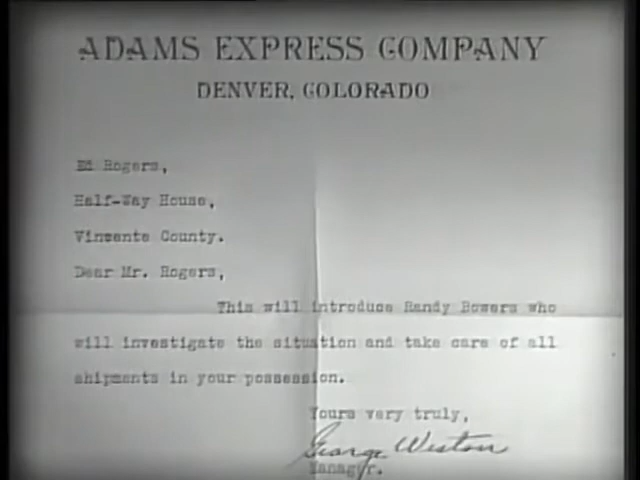 ADAMS EXPRESS COMPANY
DENVER, COLORADO
Ed Rogers,
Half-Way House,
Vincente County.
Dear Mr. Rogers,
This will introduce Randy Bowers who
will investigate the situation and take care of all
shipments in your possession.
Yours very truly,
George Weston
Manager.